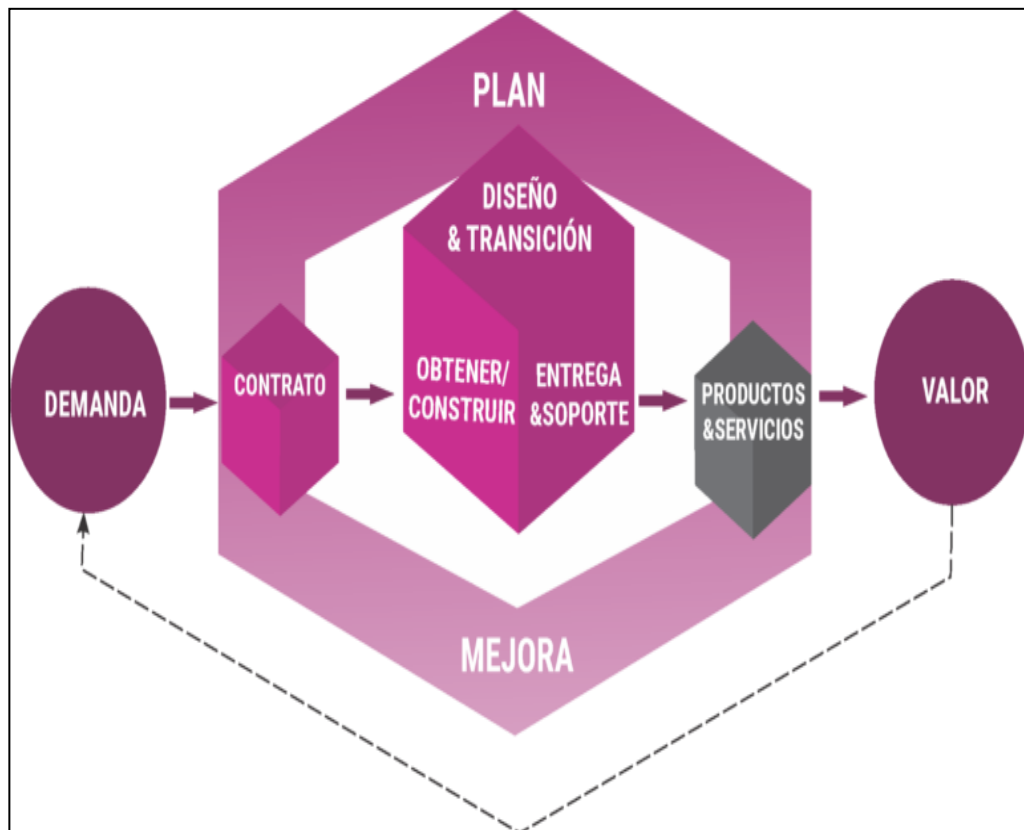 PLAN
DISEÑO
& TRANSICIÓN
DEMANDA
CONTRATO
OBTENER/
CONSTRUIR
ENTREGA
&SOPORTE
PRODUCTOS
&SERVICIOS
VALOR
MEJORA